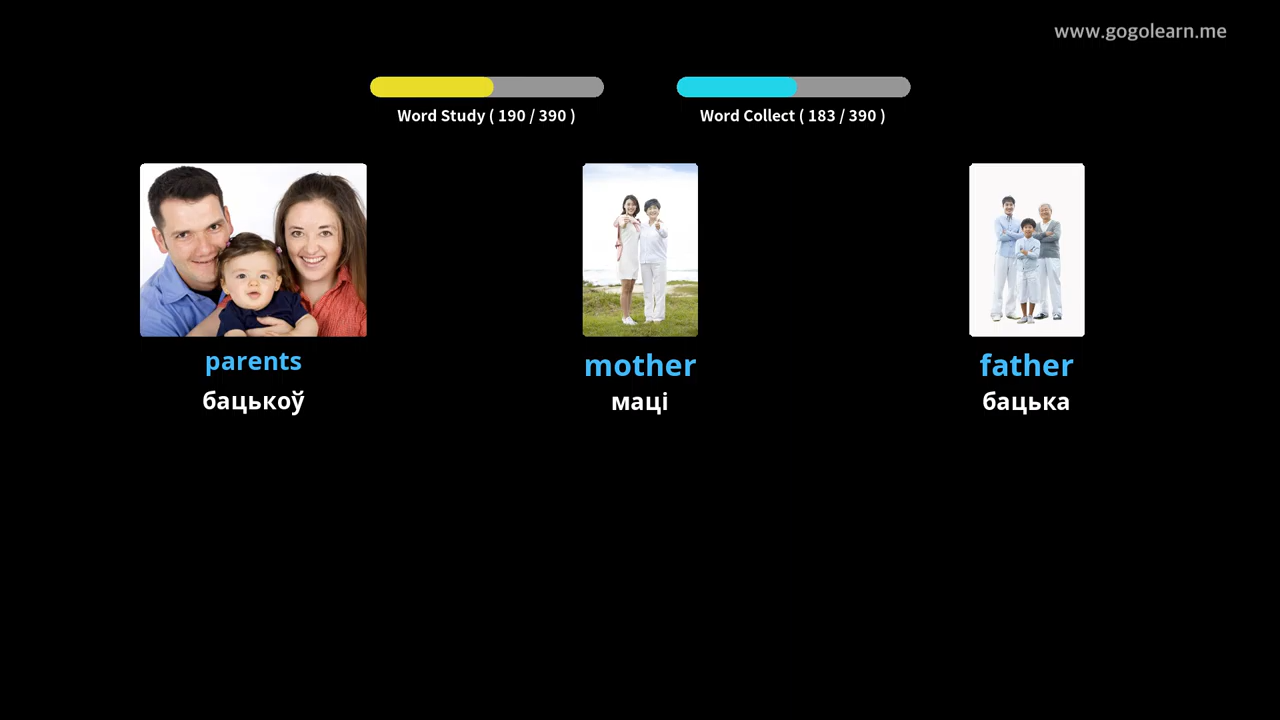 www.gogolearn.me
Word Study ( 190 / 390 )
Word Collect ( 183 / 390 )
parents
mother
father
бацькоў
маці
бацька